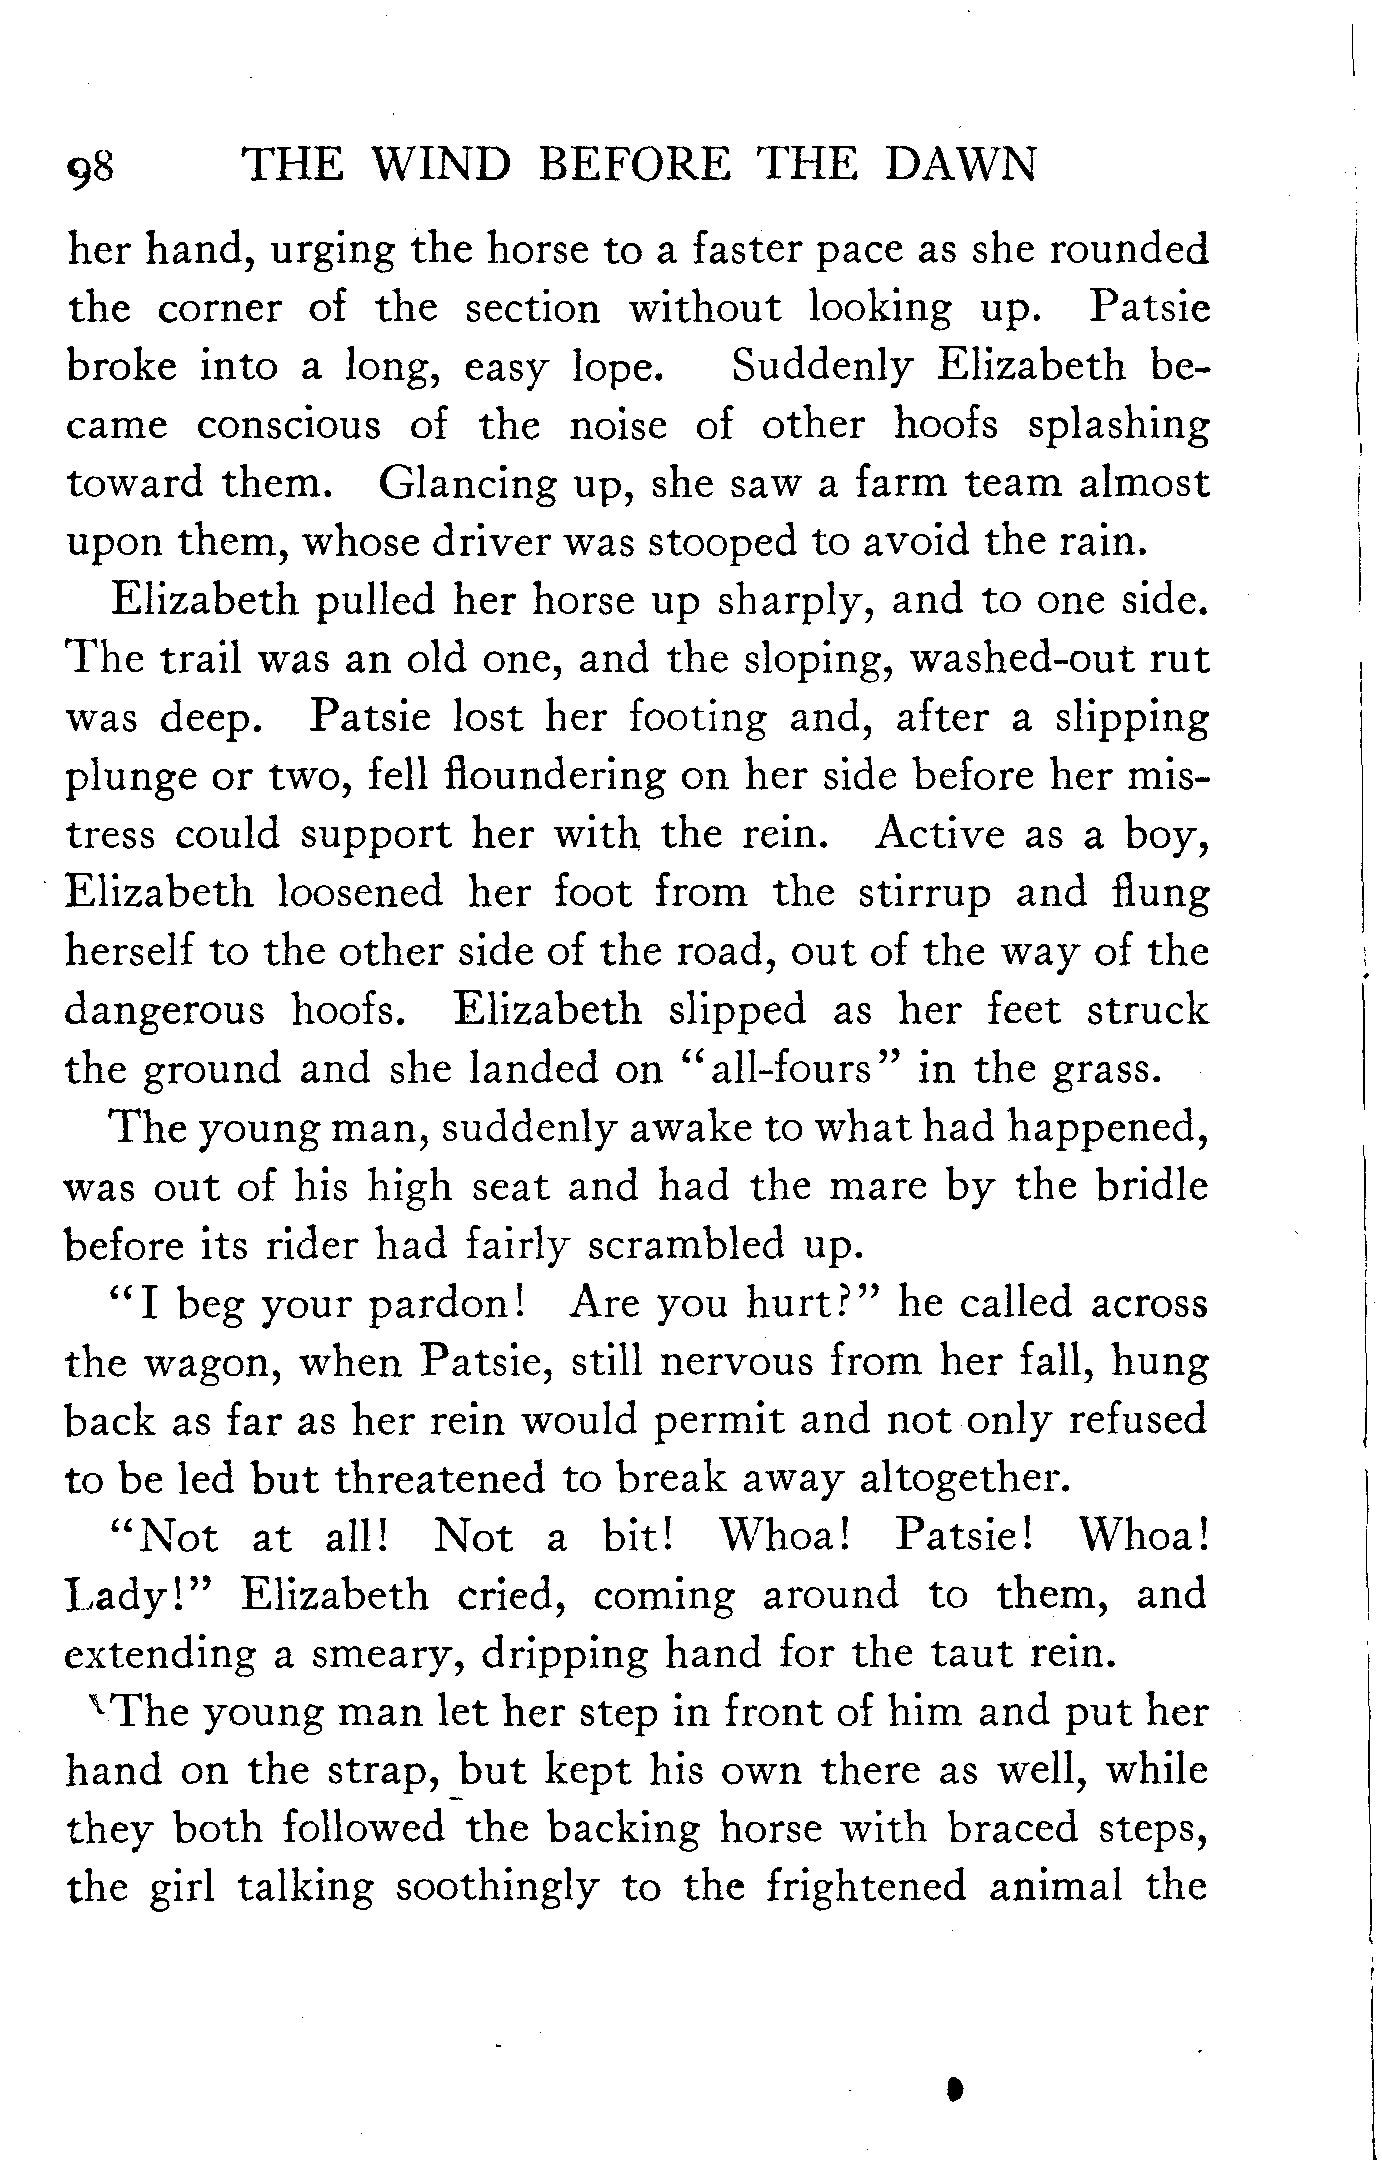 98 THE WIND BEFORE THE DAWN
her hand, urging the horse to a faster pace as she rounded
the corner of the section without looking up. Patsie
broke into a long, easy lope. Suddenly Elizabeth be-
came conscious of the noise of other hoofs splashing
toward them. Glancing up, she saw a farm team almost
upon them, whose driver was stooped to avoid the rain.
Elizabeth pulled her horse up sharply, and to one side.
The trail was an old one, and the sloping, washed-out rut
was deep. Patsie lost her footing and, after a slipping
plunge or two, fell floundering on her side before her mis-
tress could support her with the rein. Active as a boy,
Elizabeth loosened her foot from the stirrup and flung
herself to the other side of the road, out of the way of the
dangerous hoofs. Elizabeth slipped as her feet struck
the ground and she landed on "all-fours" in the grass.
The young man, suddenly awake to what had happened,
was out of his high seat and had the mare by the bridle
before its rider had fairly scrambled up.
"I beg your pardon! Are you hurt?" he called across
the wagon, when Patsie, still nervous from her fall, hung
back as far as her rein would permit and not only refused
to be led but threatened to break away altogether.
"Not at all! Not a bit! Whoa! Patsie! Whoa!
Lady!" Elizabeth cried, coming around to them, and
extending a smeary, dripping hand for the taut rein.
The young man let her step in front of him and put her
hand on the strap, but kept his own there as well, while
they both followed the backing horse with braced steps,
the girl talking soothingly to the frightened animal the